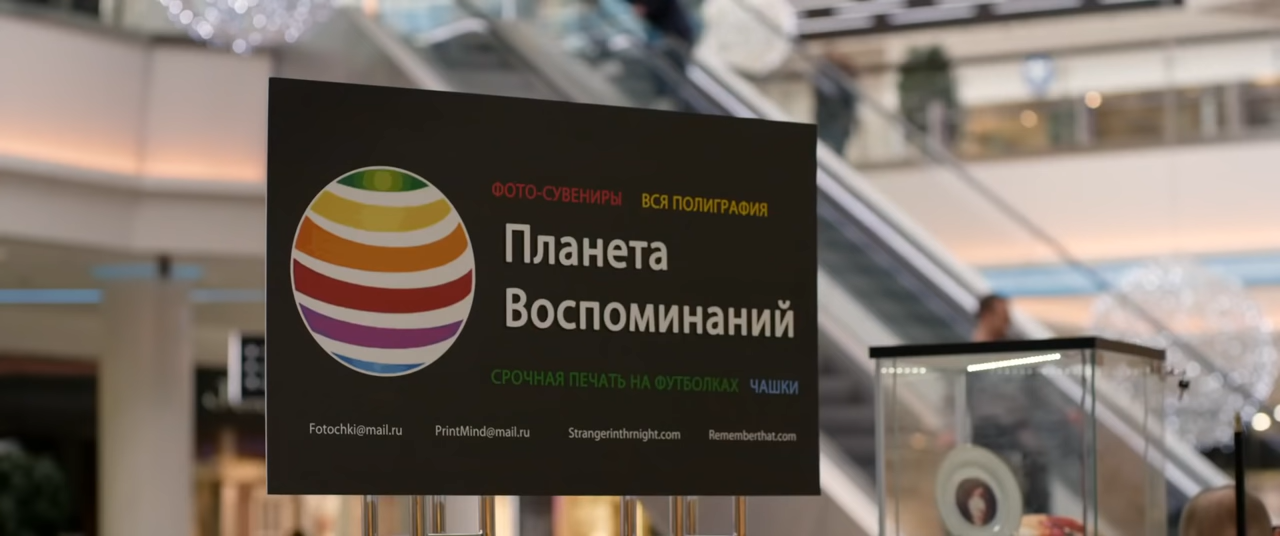 ФОТО-СУВЕНИРЫ ВСЯ ПОЛИГРАФИЯ
Планета
Воспоминаний
СРОЧНАЯ ПЕЧАТЬ НА ФУТБОЛКАХ ЧАШКИ
Fotochki@mail.ru PrintMind@mail.ru Strangerinthrnight.com Rememberthat.com